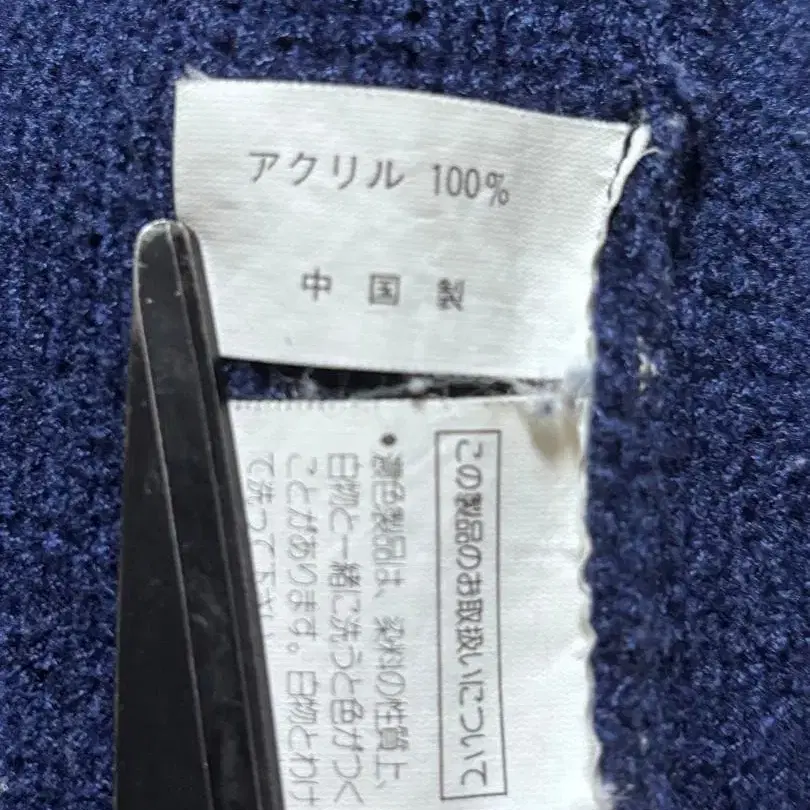 アクリル 100%
中国製
この製品のお取扱いについて
●濃色製品は、染料の性質上、
白物と一緒に洗うと色がつく
ことがあります。白物とわけ
て洗って下さい